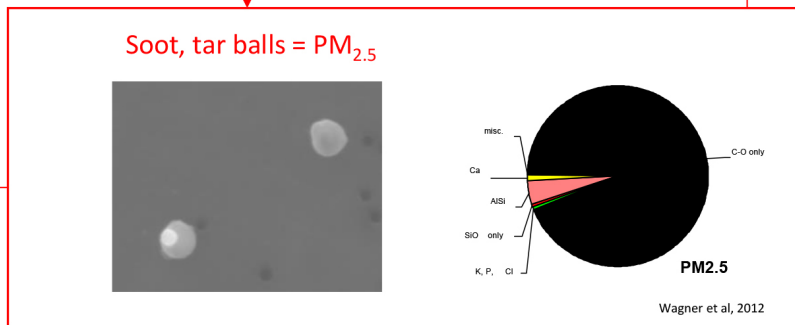 Soot, tar balls = PM2.5
misc.
C-O only
Ca
AlSi
SiO only
K, P, Cl
PM2.5
Wagner et al, 2012